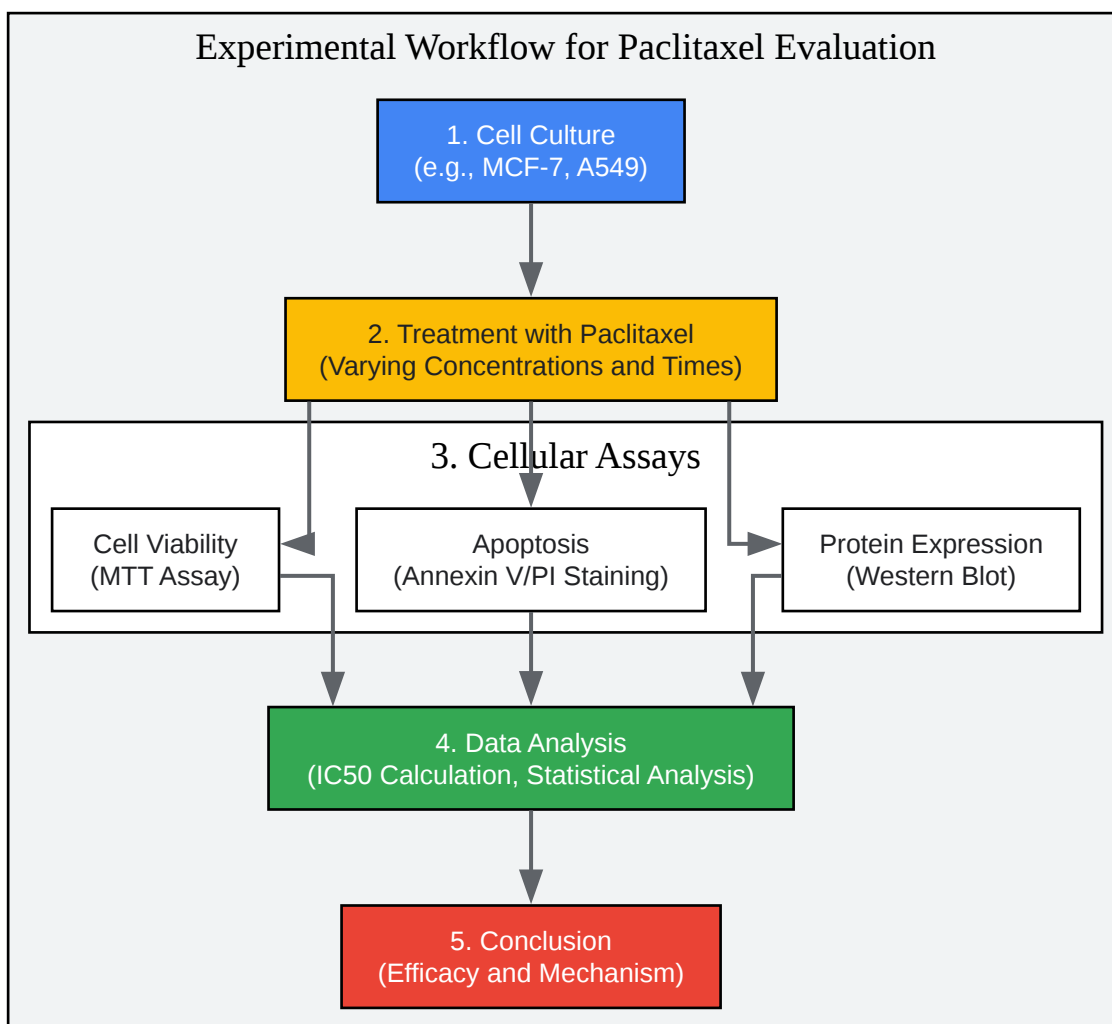 Experimental Workflow for Paclitaxel Evaluation
1. Cell Culture
(e.g., MCF-7, A549)
2. Treatment with Paclitaxel
(Varying Concentrations and Times)
3. Cellular Assays
Cell Viability
(MTT Assay)
Apoptosis
(Annexin V/PI Staining)
Protein Expression
(Western Blot)
4. Data Analysis
(IC50 Calculation, Statistical Analysis)
5. Conclusion
(Efficacy and Mechanism)